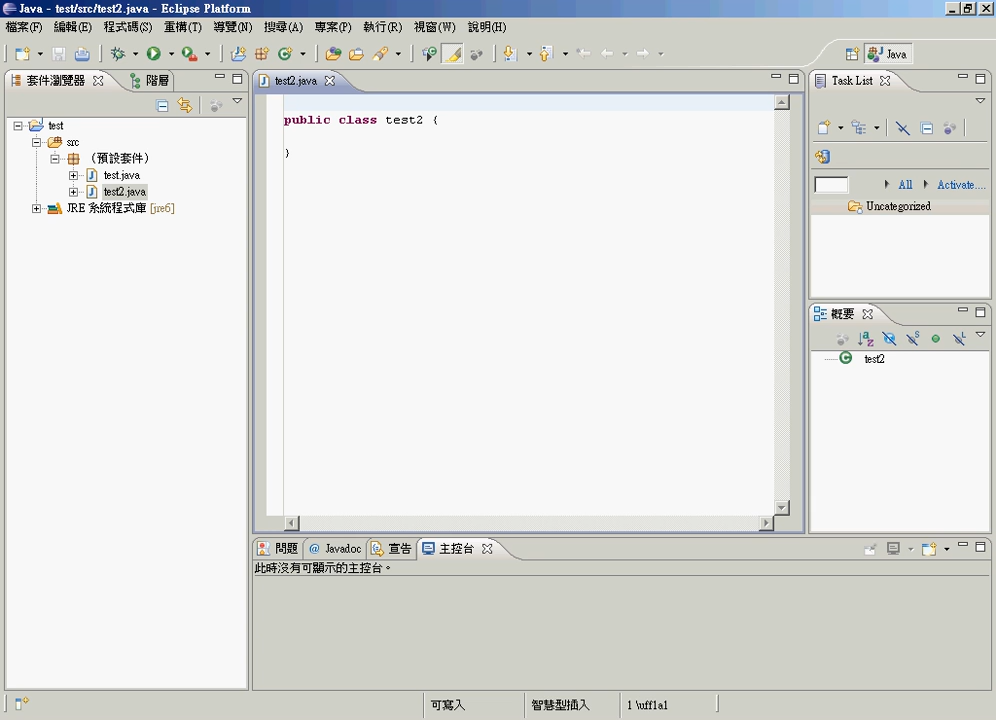 Java - test/src/test2.java - Eclipse Platform
檔案(F) 編輯(E) 程式碼(S) 重構(T) 導覽(N) 搜尋(A) 專案(P) 執行(R) 視窗(W) 說明(H)
Java
套件瀏覽器 階層
test
src
(預設套件)
test.java
test2.java
JRE 系統程式庫 [jre6]
test2.java
public class test2 {
}
Task List
All Activate....
Uncategorized
概要
test2
問題 @ Javadoc 宣告 主控台
此時沒有可顯示的主控台。
可寫入 智慧型插入 1 \uff1a1